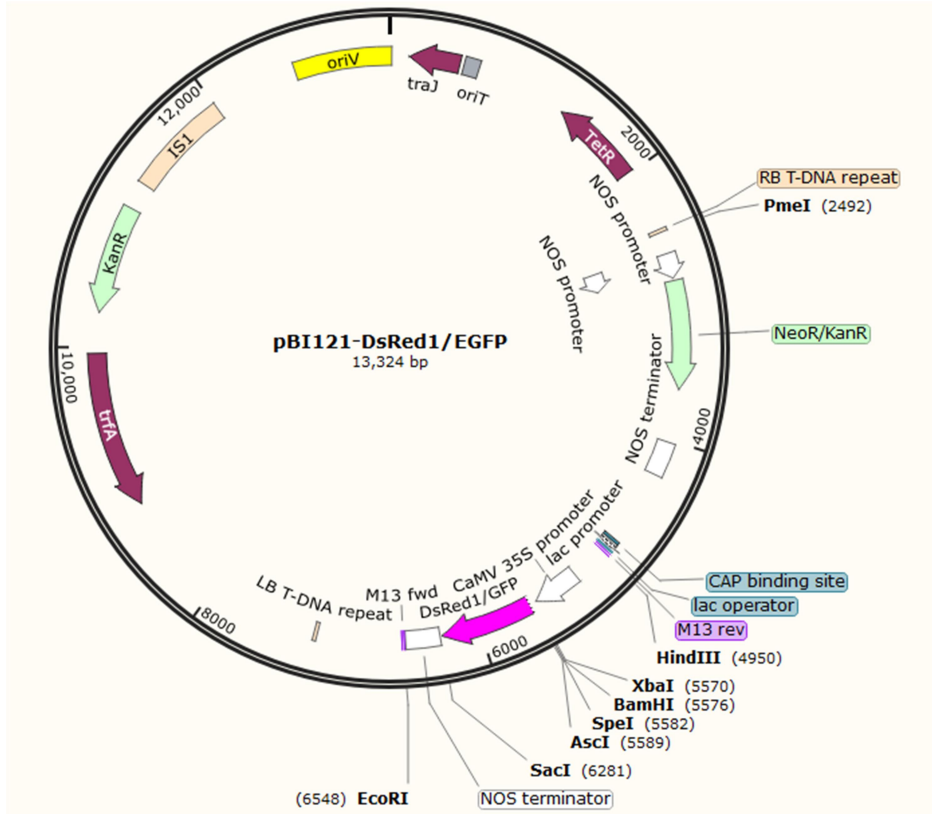 oriV
traJ
oriT
12,000
2000
IS1
TetR
RB T-DNA repeat
PmeI (2492)
NOS promoter
KanR
NOS promoter
pBI121-DsRed1/EGFP
13,324 bp
NeoR/KanR
10,000
trfA
NOS terminator
4000
CaMV 35S promoter
lac promoter
CAP binding site
lac operator
M13 rev
LB T-DNA repeat
M13 fwd
DsRed1/GFP
8000
6000
HindIII (4950)
XbaI (5570)
BamHI (5576)
SpeI (5582)
AscI (5589)
SacI (6281)
(6548) EcoRI
NOS terminator